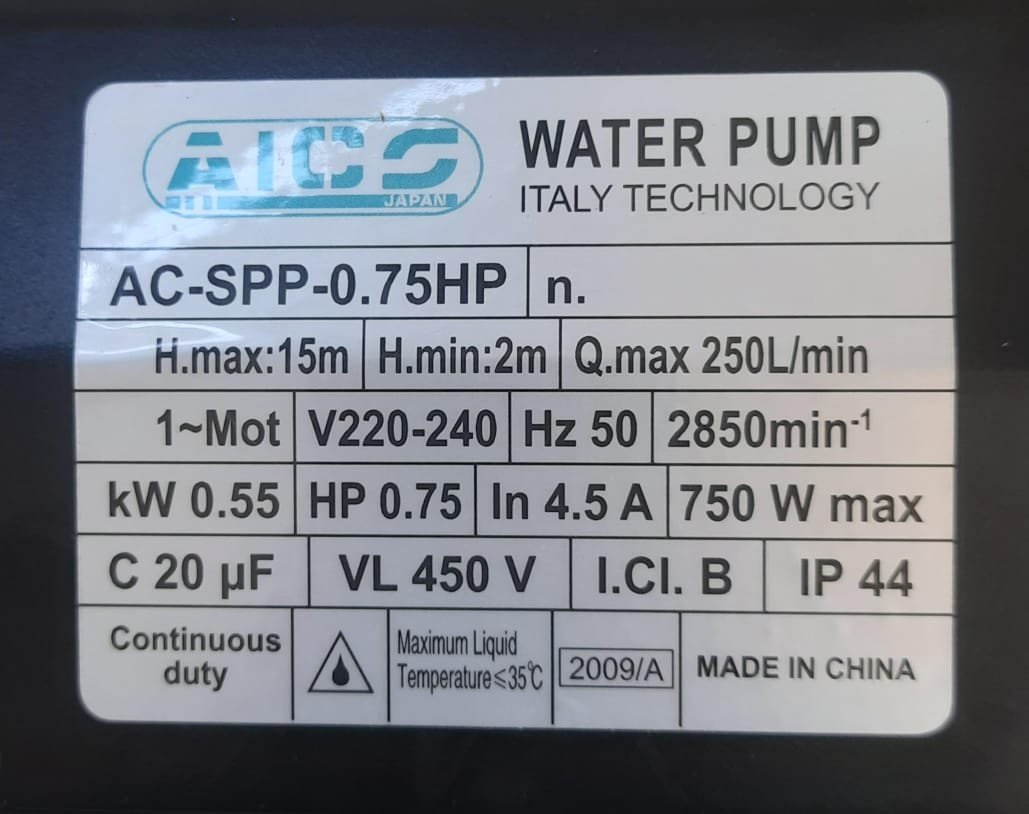 AICS
JAPAN
WATER PUMP
ITALY TECHNOLOGY
AC-SPP-0.75HP n.
H.max:15m H.min:2m Q.max 250L/min
1~Mot V220-240 Hz 50 2850min⁻¹
kW 0.55 HP 0.75 In 4.5 A 750 W max
C 20 µF VL 450 V I.Cl. B IP 44
Continuous
duty
Maximum Liquid
Temperature≤35℃
2009/A
MADE IN CHINA